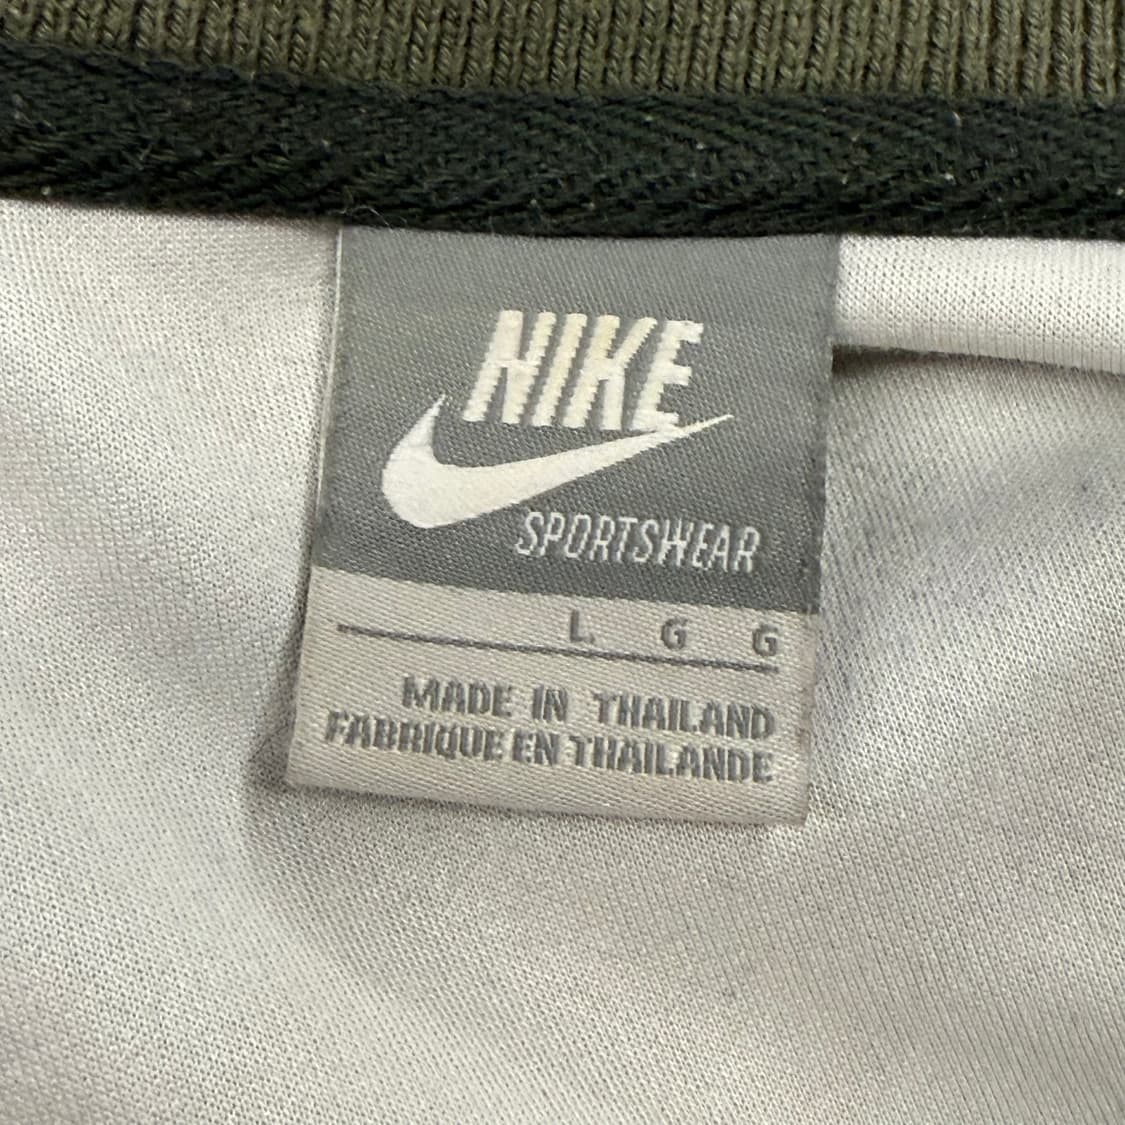 NIKE
SPORTSWEAR
L G G
MADE IN THAILAND
FABRIQUE EN THAILANDE